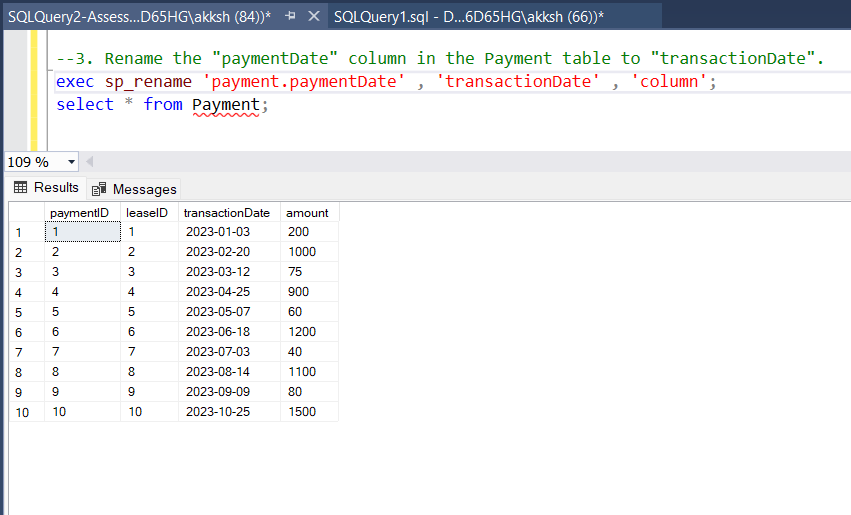 SQLQuery2-Assess...D65HG\akksh (84))* SQLQuery1.sql - D...6D65HG\akksh (66))*
--3. Rename the "paymentDate" column in the Payment table to "transactionDate".
exec sp_rename 'payment.paymentDate' , 'transactionDate' , 'column';
select * from Payment;
109 %
Results Messages
paymentID leaseID transactionDate amount
1 1 1 2023-01-03 200
2 2 2 2023-02-20 1000
3 3 3 2023-03-12 75
4 4 4 2023-04-25 900
5 5 5 2023-05-07 60
6 6 6 2023-06-18 1200
7 7 7 2023-07-03 40
8 8 8 2023-08-14 1100
9 9 9 2023-09-09 80
10 10 10 2023-10-25 1500